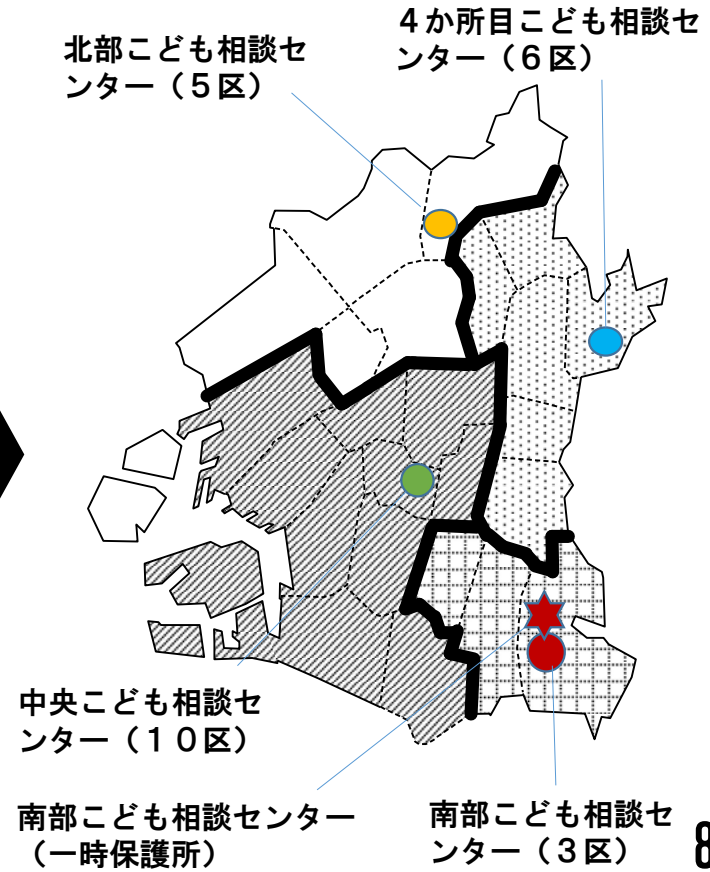 北部こども相談セ
ンター（５区）
４か所目こども相談セ
ンター（６区）
中央こども相談セ
ンター（１０区）
南部こども相談センター
（一時保護所）
南部こども相談セ
ンター（３区）
8